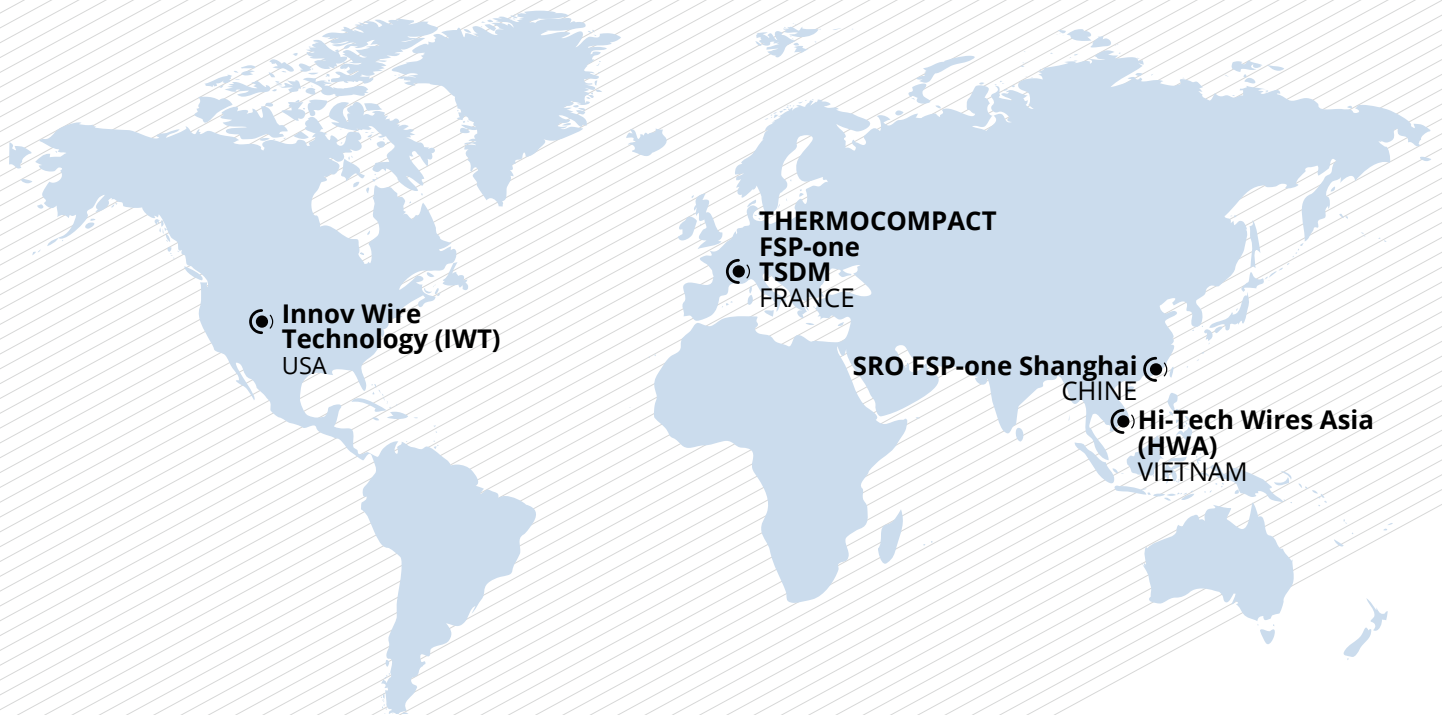 THERMOCOMPACT
FSP-one
TSDM
FRANCE
Innov Wire
Technology (IWT)
USA
SRO FSP-one Shanghai
CHINE
Hi-Tech Wires Asia
(HWA)
VIETNAM